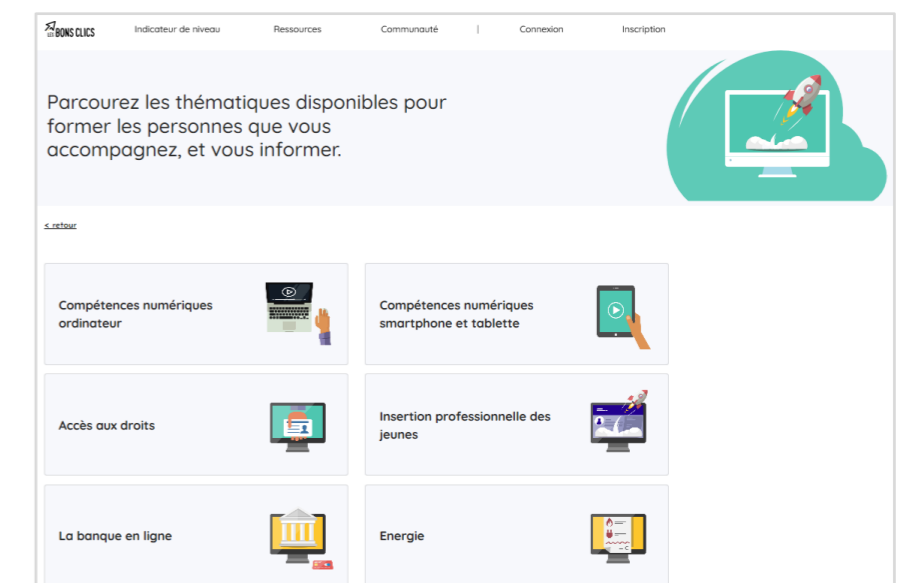 LES BONS CLICS
Indicateur de niveau
Ressources
Communauté
|
Connexion
Inscription
Parcourez les thématiques disponibles pour
former les personnes que vous
accompagnez, et vous informer.
< retour
Compétences numériques
ordinateur
Compétences numériques
smartphone et tablette
Accès aux droits
Insertion professionnelle des
jeunes
La banque en ligne
Energie